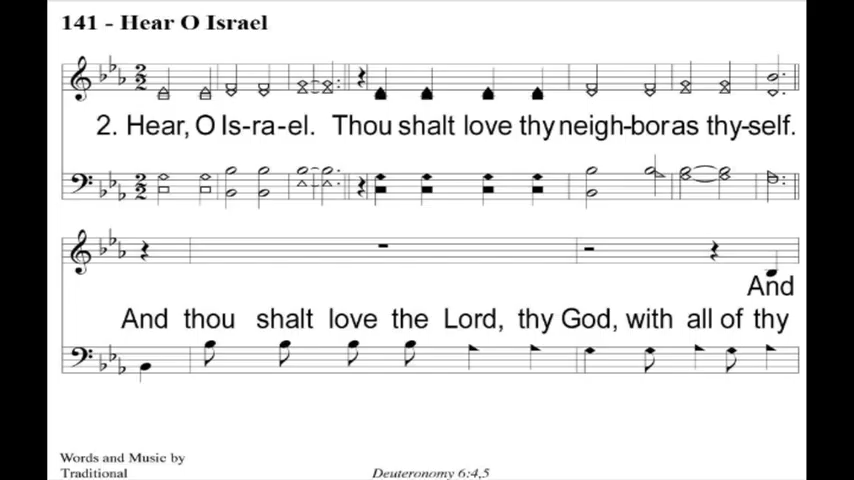 141 - Hear O Israel
2. Hear, O Is-ra-el. Thou shalt love thy neigh-bor as thy-self.
And
And thou shalt love the Lord, thy God, with all of thy
Words and Music by
Traditional
Deuteronomy 6:4,5